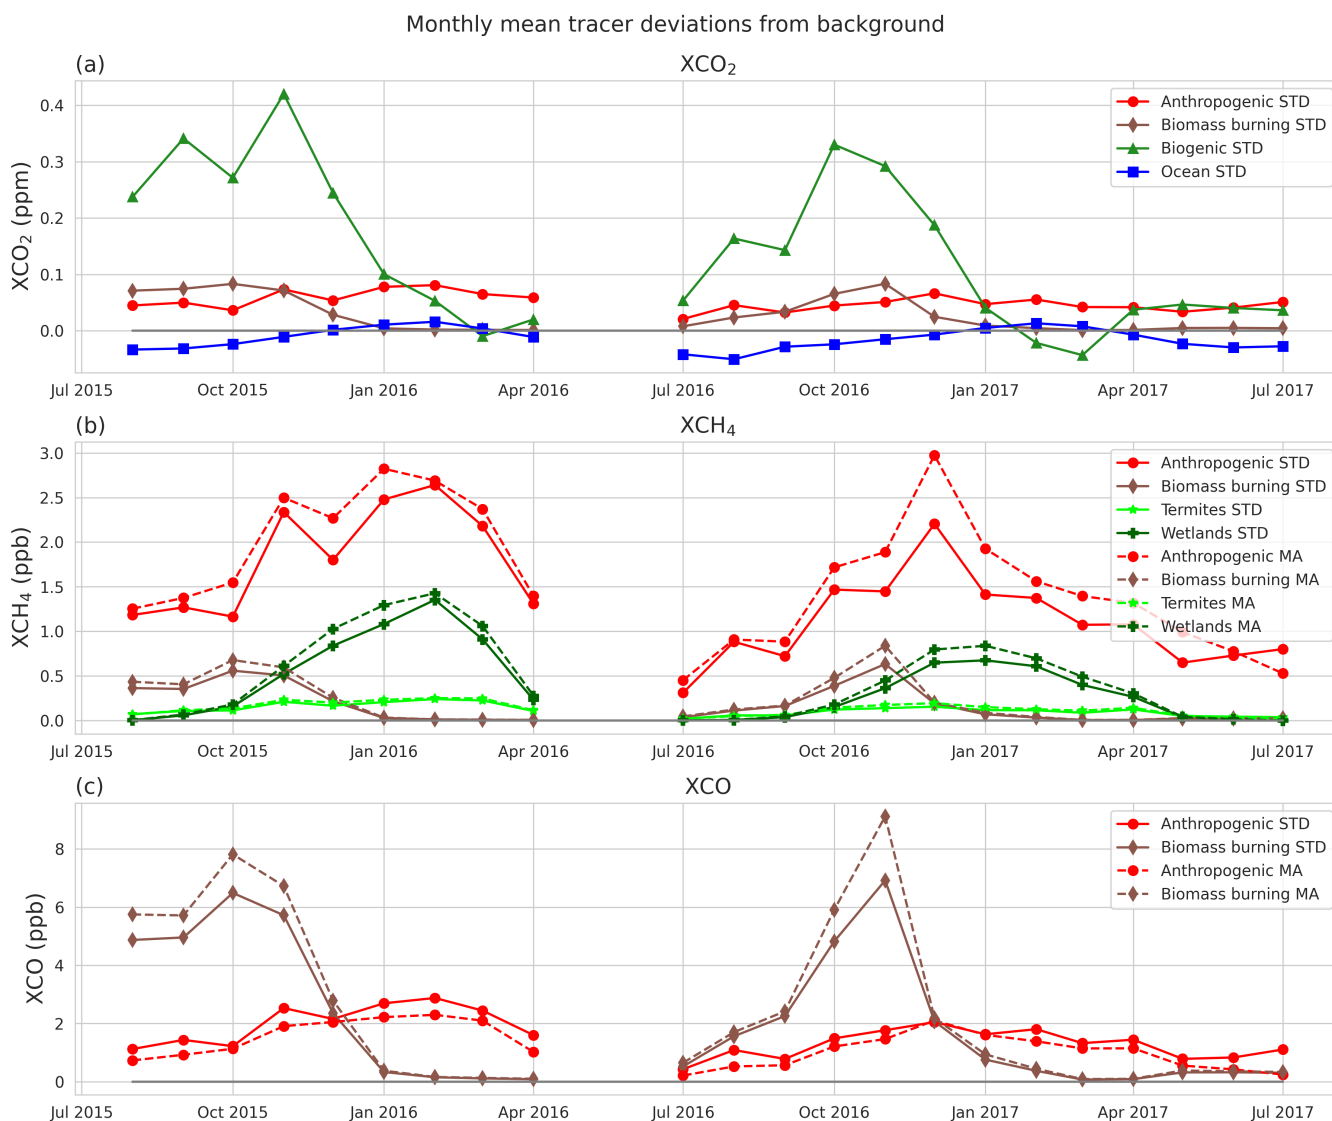 Monthly mean tracer deviations from background
(a)
XCO₂
XCO₂ (ppm)
0.4
0.3
0.2
0.1
0.0
Anthropogenic STD
Biomass burning STD
Biogenic STD
Ocean STD
Jul 2015
Oct 2015
Jan 2016
Apr 2016
Jul 2016
Oct 2016
Jan 2017
Apr 2017
Jul 2017
(b)
XCH₄
XCH₄ (ppb)
3.0
2.5
2.0
1.5
1.0
0.5
0.0
Anthropogenic STD
Biomass burning STD
Termites STD
Wetlands STD
Anthropogenic MA
Biomass burning MA
Termites MA
Wetlands MA
Jul 2015
Oct 2015
Jan 2016
Apr 2016
Jul 2016
Oct 2016
Jan 2017
Apr 2017
Jul 2017
(c)
XCO
XCO (ppb)
8
6
4
2
0
Anthropogenic STD
Biomass burning STD
Anthropogenic MA
Biomass burning MA
Jul 2015
Oct 2015
Jan 2016
Apr 2016
Jul 2016
Oct 2016
Jan 2017
Apr 2017
Jul 2017